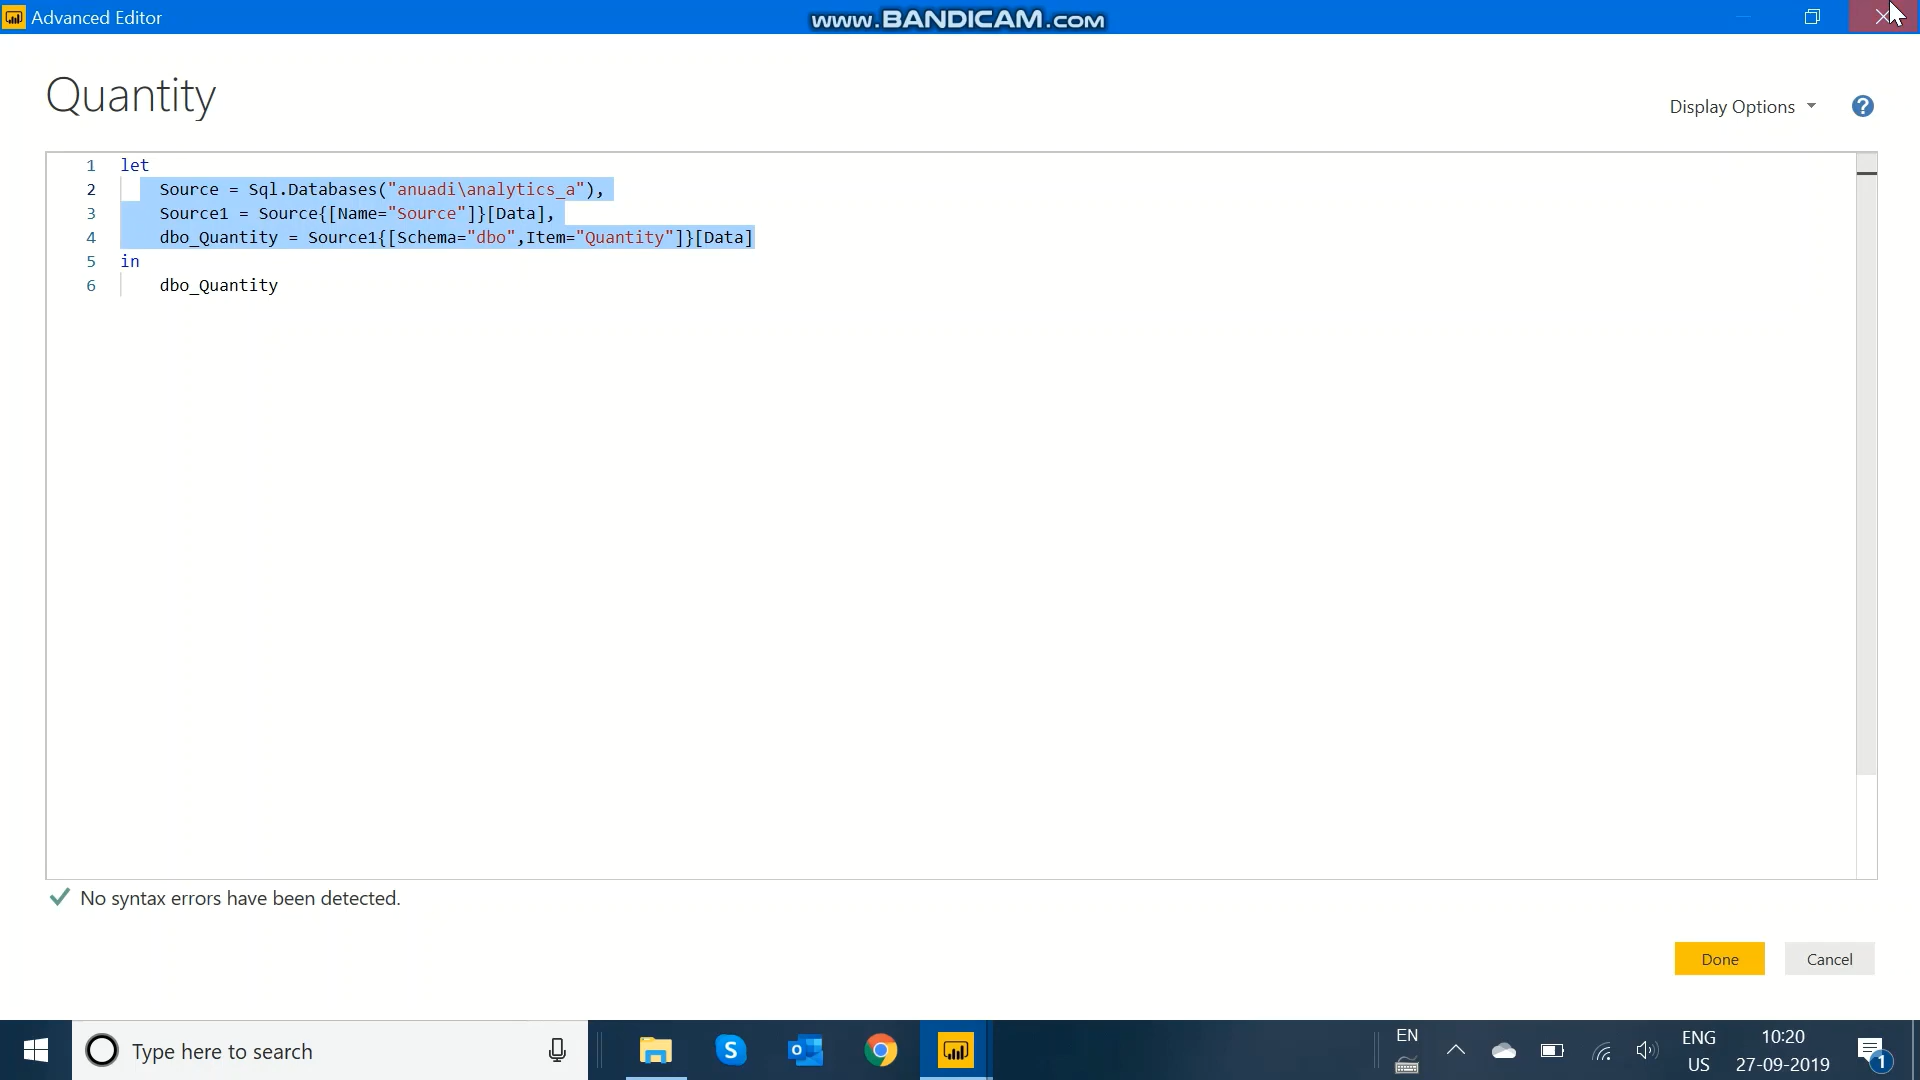 Advanced Editor
www.BANDICAM.com
Quantity
Display Options
?
1 let
2 Source = Sql.Databases("anuadi\analytics_a"),
3 Source1 = Source{[Name="Source"]}[Data],
4 dbo_Quantity = Source1{[Schema="dbo",Item="Quantity"]}[Data]
5 in
6 dbo_Quantity
No syntax errors have been detected.
Done
Cancel
Type here to search
S
o
EN
ENG
US
10:20
27-09-2019
1